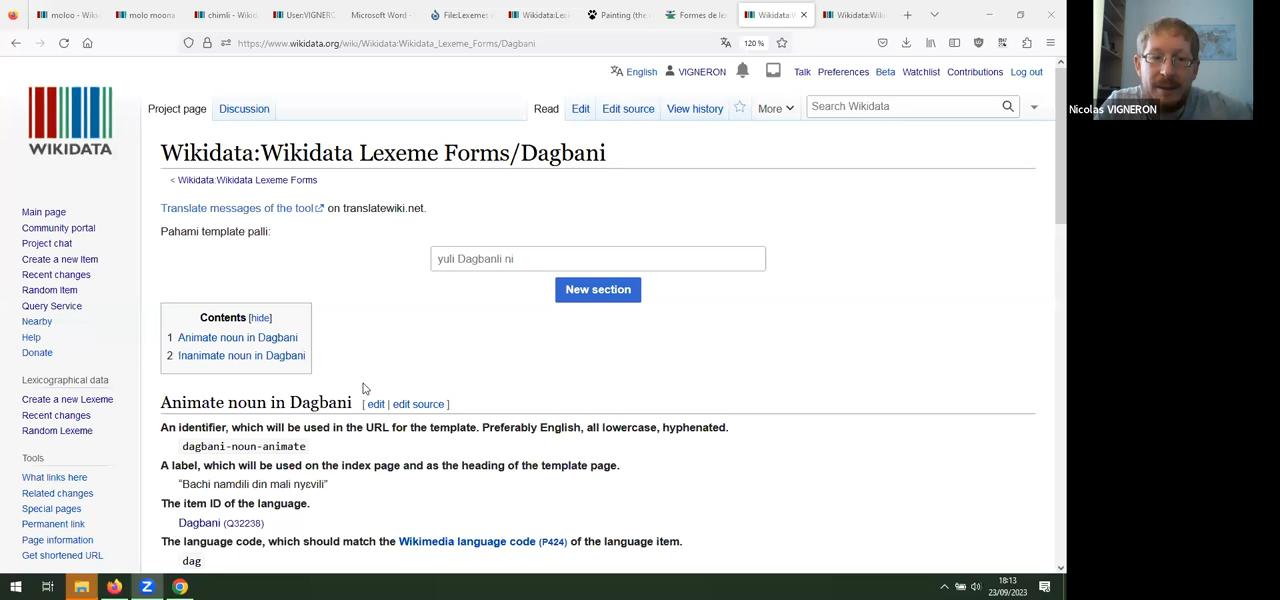 moloo - Wiki
molo moona
chimli - Wikid
User:VIGNER
Microsoft Word -
File:Lexemes
Wikidata:Lexi
Painting (the
Formes de le
Wikidata:W
Wikidata:Wiki
https://www.wikidata.org/wiki/Wikidata:Wikidata_Lexeme_Forms/Dagbani
120 %
English VIGNERON Talk Preferences Beta Watchlist Contributions Log out
Project page Discussion Read Edit Edit source View history More Search Wikidata
WIKIDATA
Wikidata:Wikidata Lexeme Forms/Dagbani
< Wikidata:Wikidata Lexeme Forms
Translate messages of the tool on translatewiki.net.
Pahami template palli:
yuli Dagbanli ni
New section
Contents [hide]
1 Animate noun in Dagbani
2 Inanimate noun in Dagbani
Animate noun in Dagbani [ edit | edit source ]
An identifier, which will be used in the URL for the template. Preferably English, all lowercase, hyphenated.
dagbani-noun-animate
A label, which will be used on the index page and as the heading of the template page.
"Bachi namdili din mali nyɛvili"
The item ID of the language.
Dagbani (Q32238)
The language code, which should match the Wikimedia language code (P424) of the language item.
dag
Main page
Community portal
Project chat
Create a new Item
Recent changes
Random Item
Query Service
Nearby
Help
Donate
Lexicographical data
Create a new Lexeme
Recent changes
Random Lexeme
Tools
What links here
Related changes
Special pages
Permanent link
Page information
Get shortened URL
Nicolas VIGNERON
18:13
23/09/2023